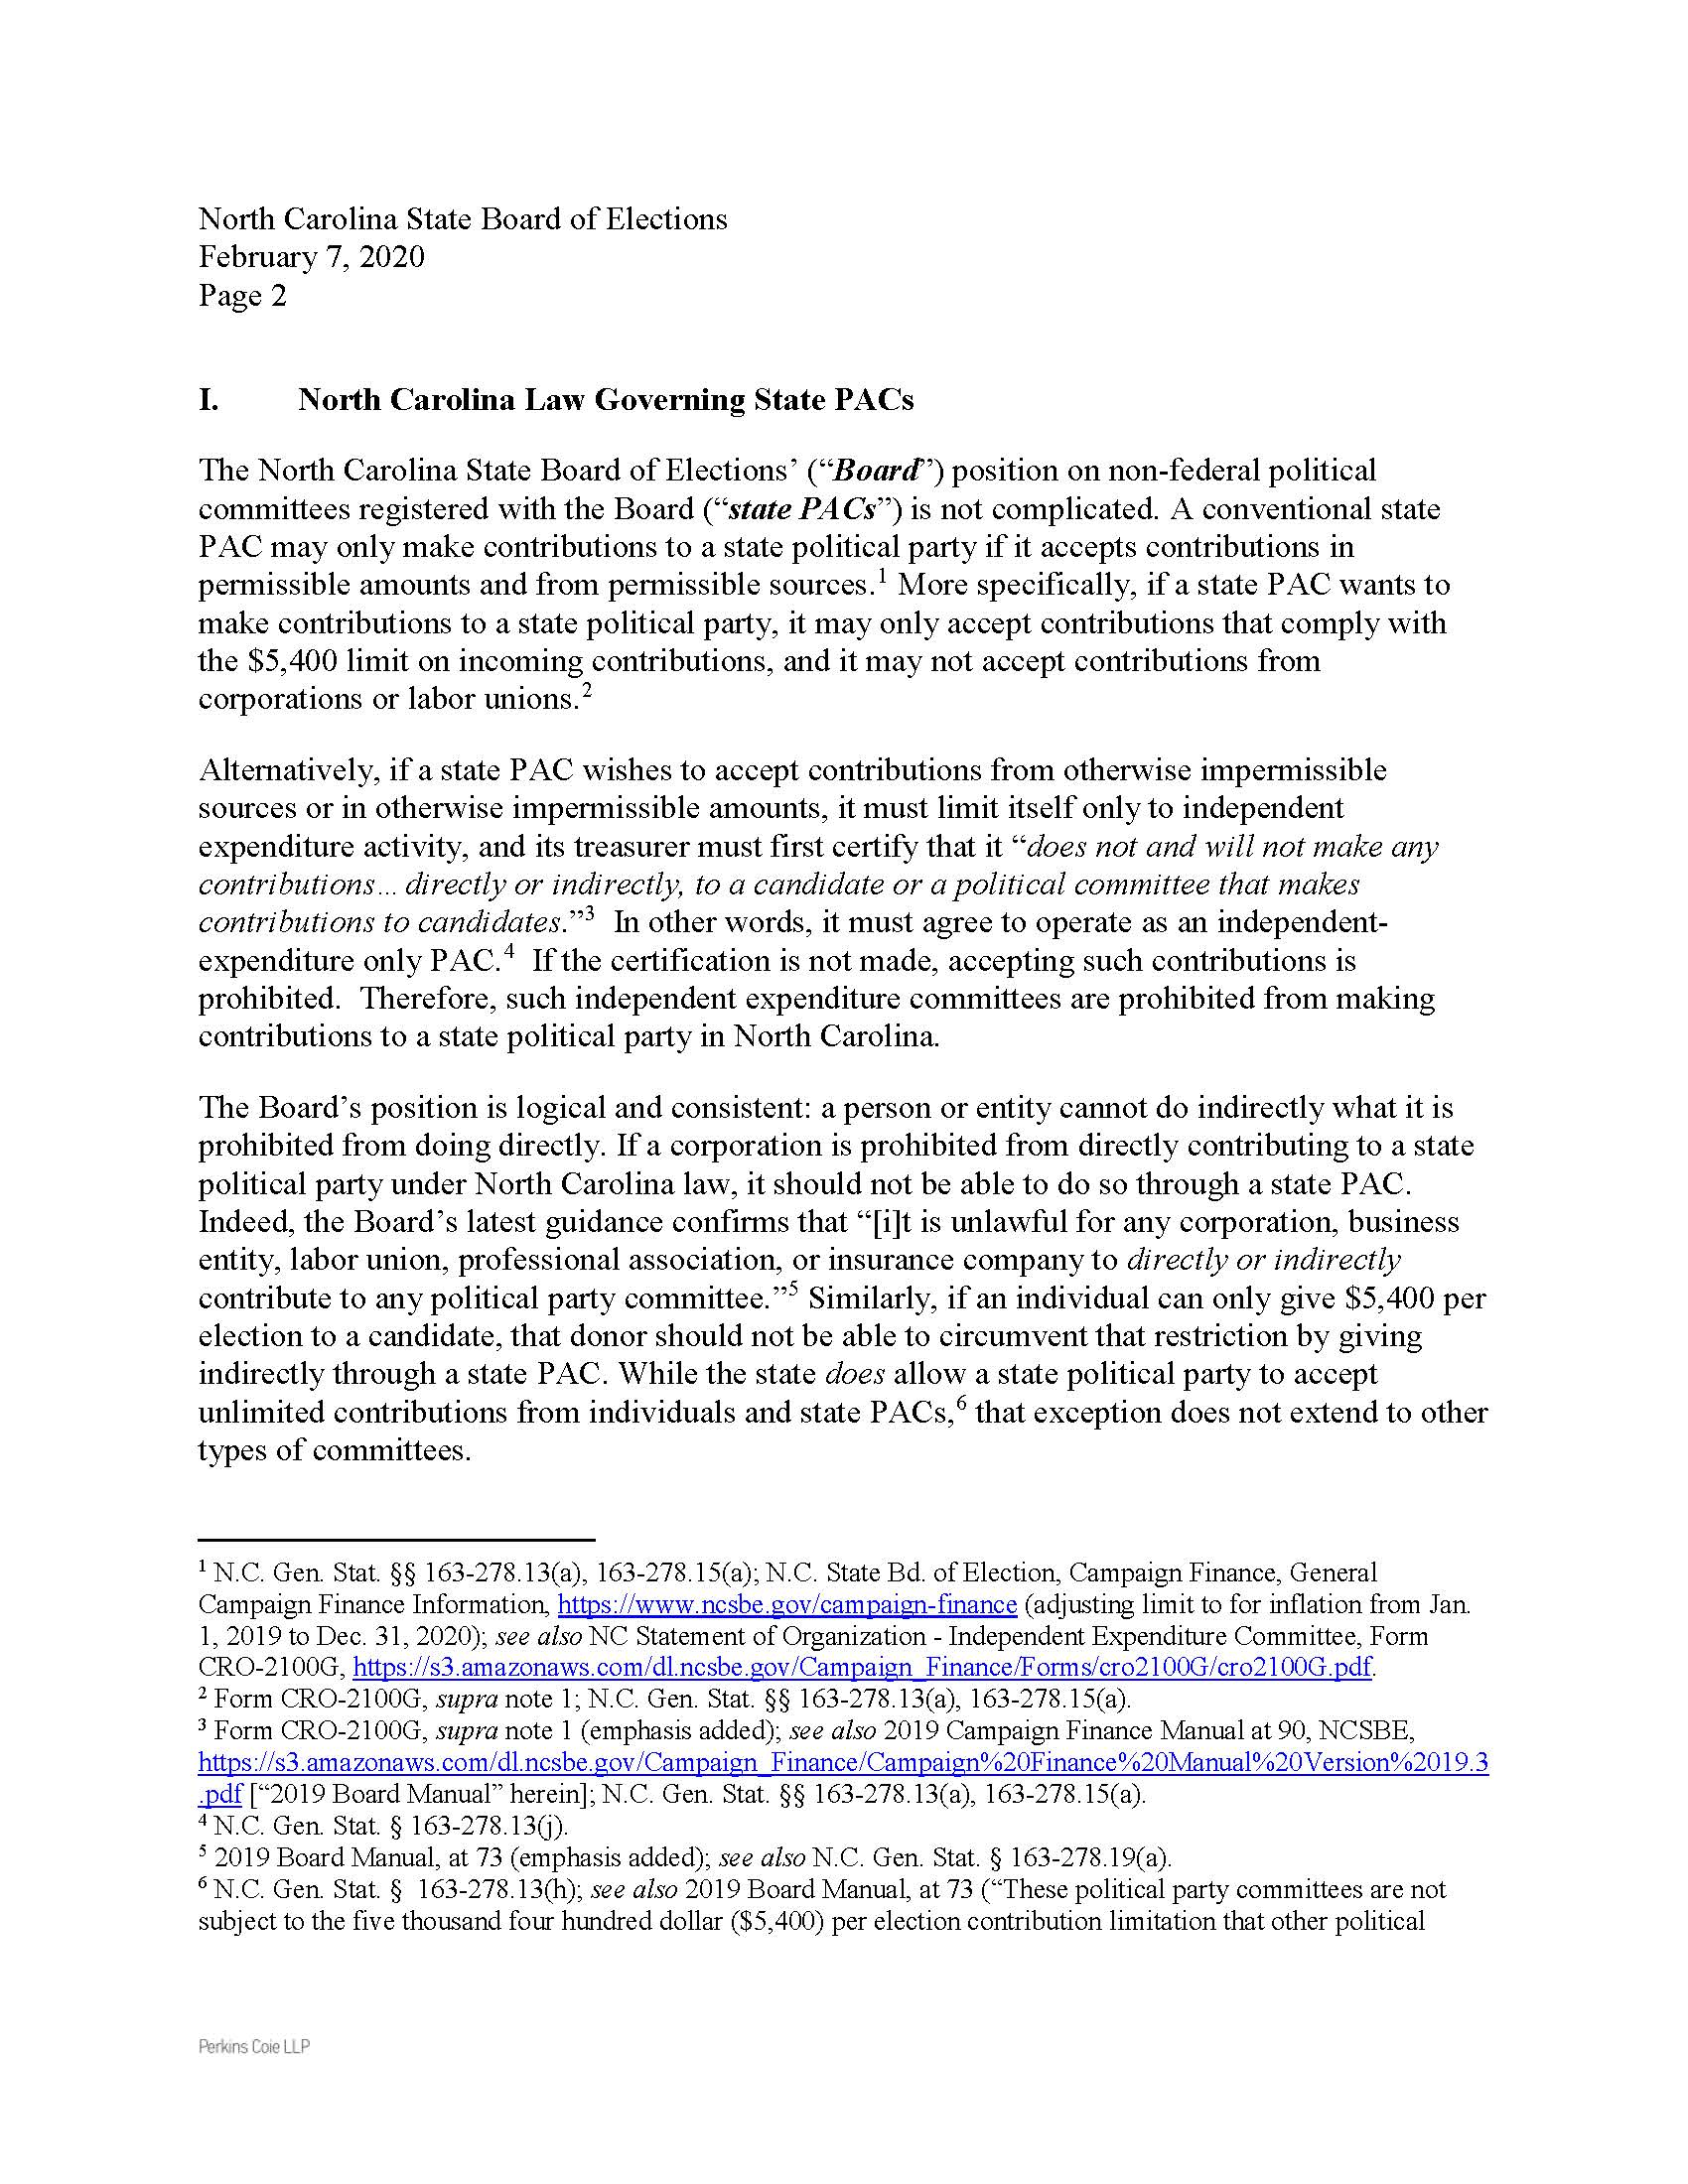 North Carolina State Board of Elections
February 7, 2020
Page 2
I. North Carolina Law Governing State PACs
The North Carolina State Board of Elections’ (“Board”) position on non-federal political
committees registered with the Board (“state PACs”) is not complicated. A conventional state
PAC may only make contributions to a state political party if it accepts contributions in
permissible amounts and from permissible sources.1 More specifically, if a state PAC wants to
make contributions to a state political party, it may only accept contributions that comply with
the $5,400 limit on incoming contributions, and it may not accept contributions from
corporations or labor unions.2
Alternatively, if a state PAC wishes to accept contributions from otherwise impermissible
sources or in otherwise impermissible amounts, it must limit itself only to independent
expenditure activity, and its treasurer must first certify that it “does not and will not make any
contributions… directly or indirectly, to a candidate or a political committee that makes
contributions to candidates.”3 In other words, it must agree to operate as an independent-
expenditure only PAC.4 If the certification is not made, accepting such contributions is
prohibited. Therefore, such independent expenditure committees are prohibited from making
contributions to a state political party in North Carolina.
The Board’s position is logical and consistent: a person or entity cannot do indirectly what it is
prohibited from doing directly. If a corporation is prohibited from directly contributing to a state
political party under North Carolina law, it should not be able to do so through a state PAC.
Indeed, the Board’s latest guidance confirms that “[i]t is unlawful for any corporation, business
entity, labor union, professional association, or insurance company to directly or indirectly
contribute to any political party committee.”5 Similarly, if an individual can only give $5,400 per
election to a candidate, that donor should not be able to circumvent that restriction by giving
indirectly through a state PAC. While the state does allow a state political party to accept
unlimited contributions from individuals and state PACs,6 that exception does not extend to other
types of committees.
1 N.C. Gen. Stat. §§ 163-278.13(a), 163-278.15(a); N.C. State Bd. of Election, Campaign Finance, General
Campaign Finance Information, https://www.ncsbe.gov/campaign-finance (adjusting limit to for inflation from Jan.
1, 2019 to Dec. 31, 2020); see also NC Statement of Organization - Independent Expenditure Committee, Form
CRO-2100G, https://s3.amazonaws.com/dl.ncsbe.gov/Campaign_Finance/Forms/cro2100G/cro2100G.pdf.
2 Form CRO-2100G, supra note 1; N.C. Gen. Stat. §§ 163-278.13(a), 163-278.15(a).
3 Form CRO-2100G, supra note 1 (emphasis added); see also 2019 Campaign Finance Manual at 90, NCSBE,
https://s3.amazonaws.com/dl.ncsbe.gov/Campaign_Finance/Campaign%20Finance%20Manual%20Version%2019.3
.pdf [“2019 Board Manual” herein]; N.C. Gen. Stat. §§ 163-278.13(a), 163-278.15(a).
4 N.C. Gen. Stat. § 163-278.13(j).
5 2019 Board Manual, at 73 (emphasis added); see also N.C. Gen. Stat. § 163-278.19(a).
6 N.C. Gen. Stat. § 163-278.13(h); see also 2019 Board Manual, at 73 (“These political party committees are not
subject to the five thousand four hundred dollar ($5,400) per election contribution limitation that other political
Perkins Coie LLP